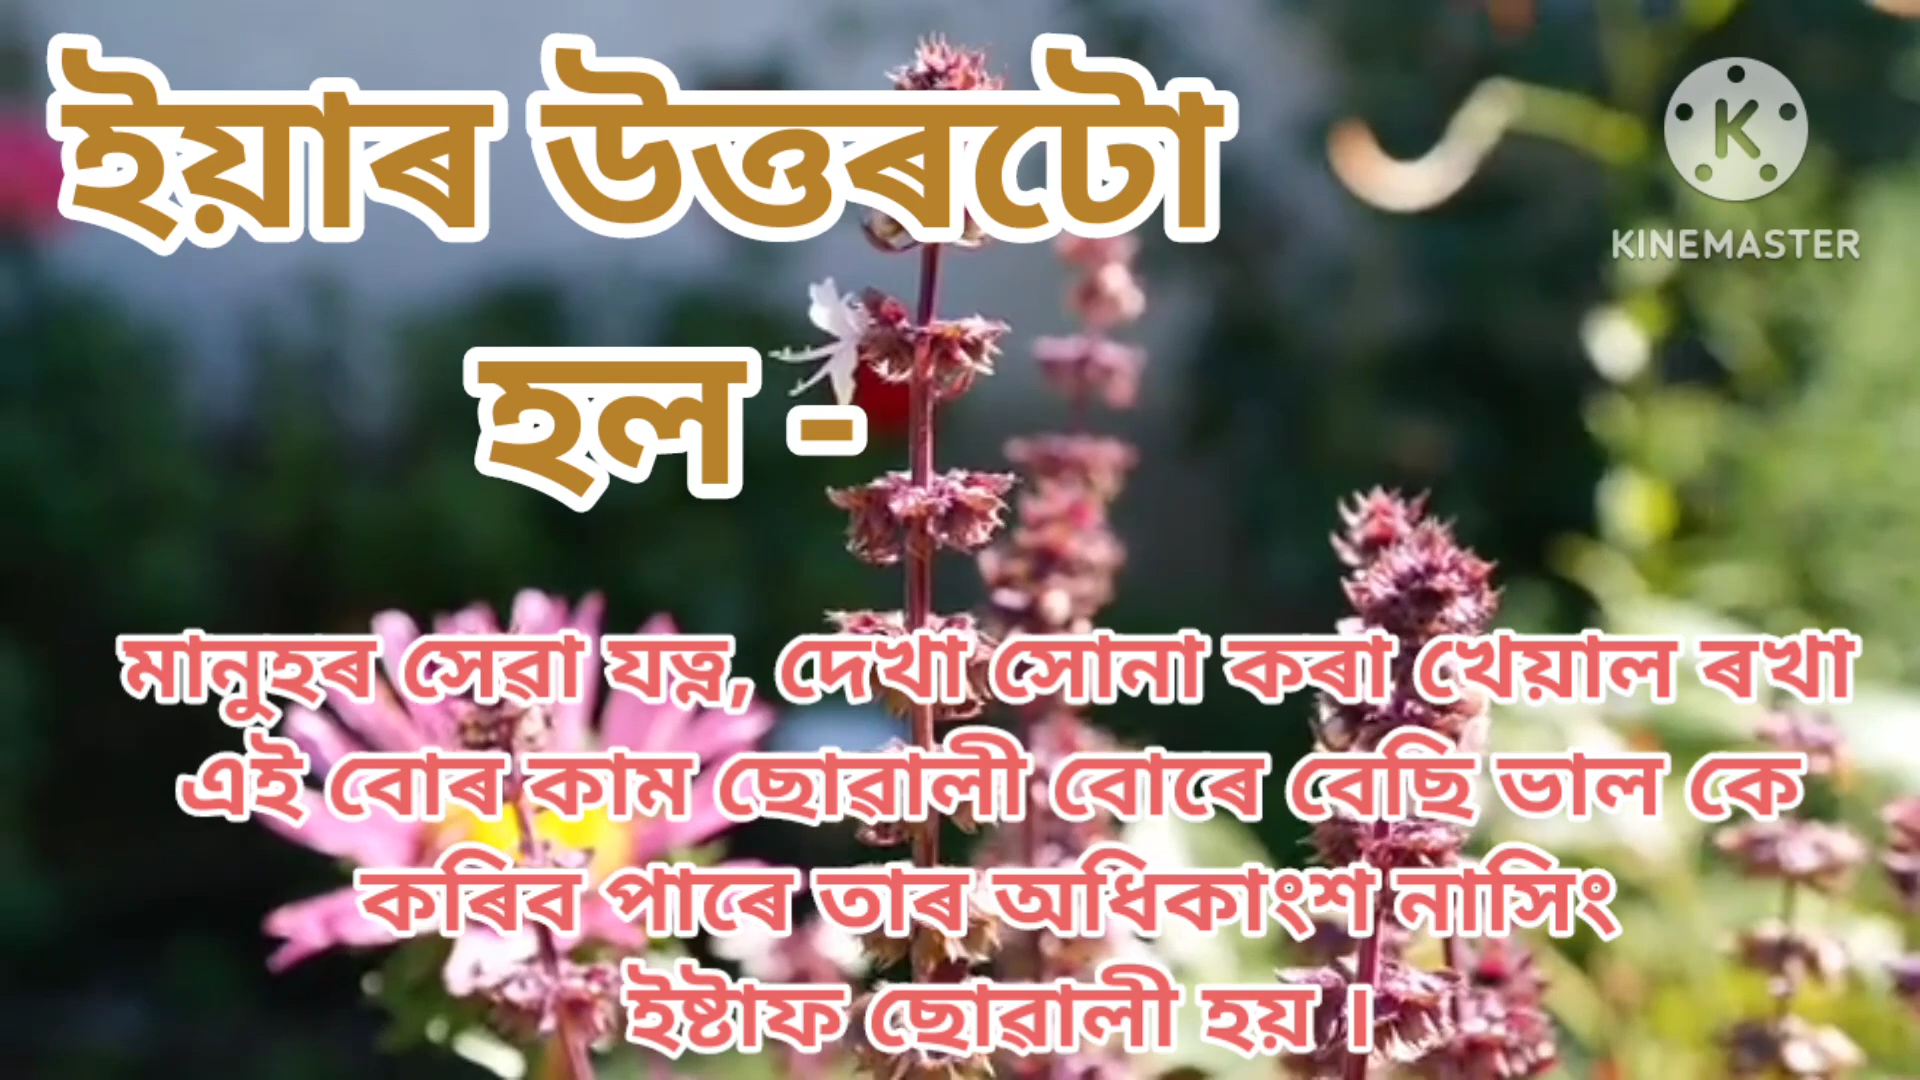 ইয়াৰ উত্তৰটো
হল -
KINEMASTER
মানুহৰ সেৱা যত্ন, দেখা সোনা কৰা খেয়াল ৰখা
এই বোৰ কাম ছোৱালী বোৰে বেছি ভাল কে
কৰিব পাৰে তাৰ অধিকাংশ নাসিং
ইষ্টাফ ছোৱালী হয় ।